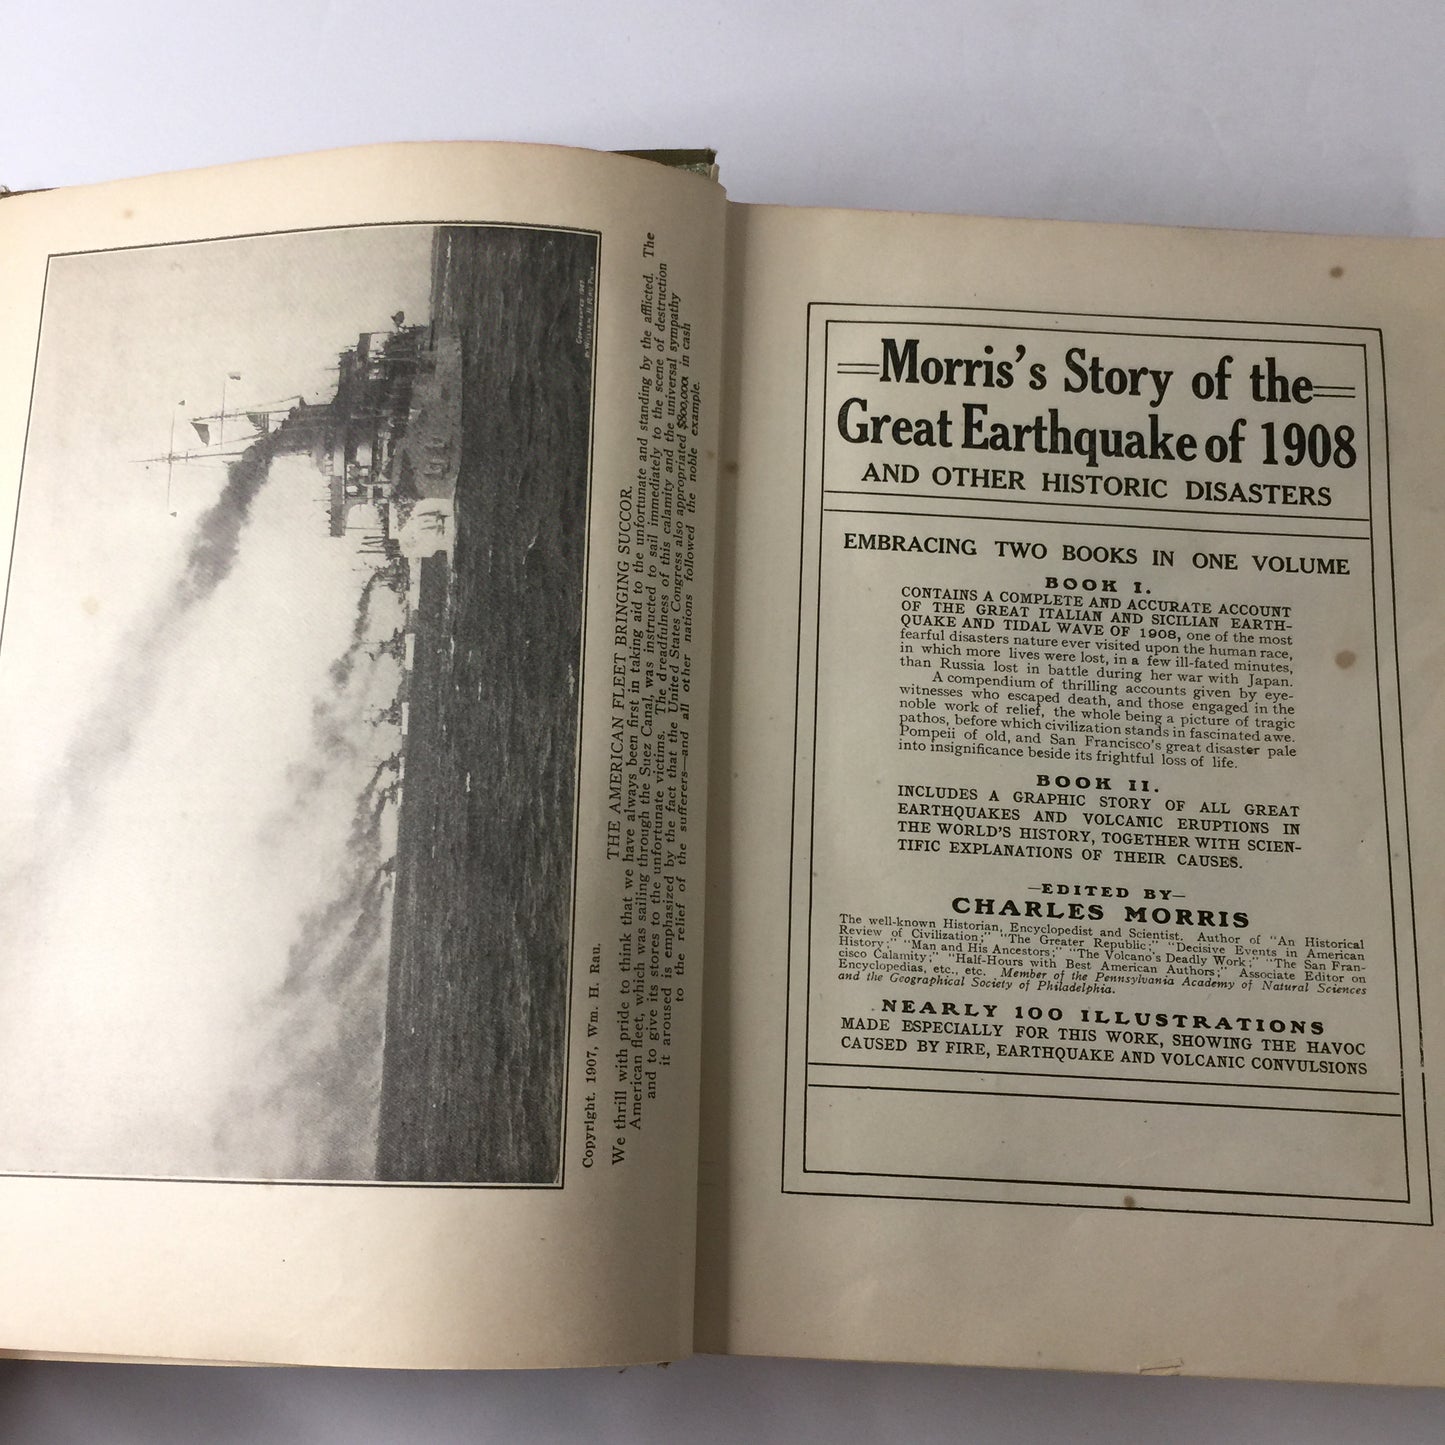 COPYRIGHTED 1907
BY WILLIAM H. RAU PHILA
Copyright, 1907, Wm. H. Rau.
THE AMERICAN FLEET BRINGING SUCCOR.
We thrill with pride to think that we have always been first in taking aid to the unfortunate and standing by the afflicted. The
American fleet, which was sailing through the Suez Canal, was instructed to sail immediately to the scene of destruction
and to give its stores to the unfortunate victims. The dreadfulness of this calamity and the universal sympathy
it aroused is emphasized by the fact that the United States Congress also appropriated $800,000 in cash
to the relief of the sufferers—and all other nations followed the noble example.
Morris's Story of the
Great Earthquake of 1908
AND OTHER HISTORIC DISASTERS
EMBRACING TWO BOOKS IN ONE VOLUME
BOOK I.
CONTAINS A COMPLETE AND ACCURATE ACCOUNT
OF THE GREAT ITALIAN AND SICILIAN EARTH-
QUAKE AND TIDAL WAVE OF 1908, one of the most
fearful disasters nature ever visited upon the human race,
in which more lives were lost, in a few ill-fated minutes,
than Russia lost in battle during her war with Japan.
A compendium of thrilling accounts given by eye-
witnesses who escaped death, and those engaged in the
noble work of relief, the whole being a picture of tragic
pathos, before which civilization stands in fascinated awe.
Pompeii of old, and San Francisco's great disaster pale
into insignificance beside its frightful loss of life.
BOOK II.
INCLUDES A GRAPHIC STORY OF ALL GREAT
EARTHQUAKES AND VOLCANIC ERUPTIONS IN
THE WORLD'S HISTORY, TOGETHER WITH SCIEN-
TIFIC EXPLANATIONS OF THEIR CAUSES.
—EDITED BY—
CHARLES MORRIS
The well-known Historian, Encyclopedist and Scientist. Author of "An Historical
Review of Civilization;" "The Greater Republic;" "Decisive Events in American
History;" "Man and His Ancestors;" "The Volcano's Deadly Work;" "The San Fran-
cisco Calamity;" "Half-Hours with Best American Authors;" Associate Editor on
Encyclopedias, etc., etc. Member of the Pennsylvania Academy of Natural Sciences
and the Geographical Society of Philadelphia.
NEARLY 100 ILLUSTRATIONS
MADE ESPECIALLY FOR THIS WORK, SHOWING THE HAVOC
CAUSED BY FIRE, EARTHQUAKE AND VOLCANIC CONVULSIONS